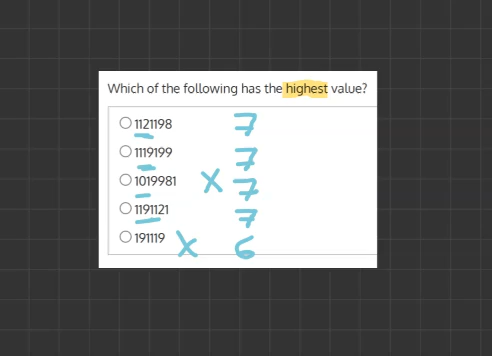 Which of the following has the highest value?
1121198 7
1119199 7
1019981 X 7
1191121 7
191119 X 6